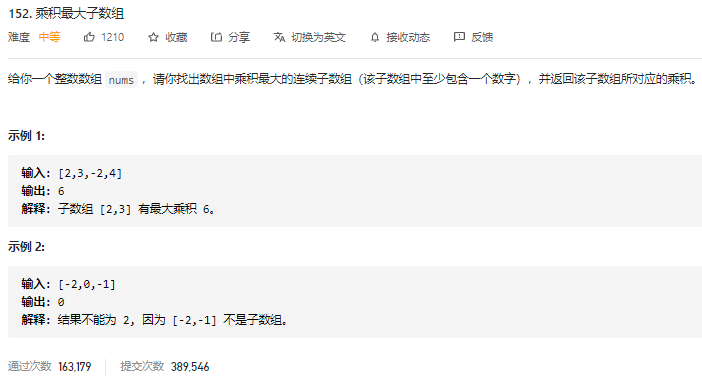 152. 乘积最大子数组
难度 中等 1210 收藏 分享 切换为英文 接收动态 反馈
给你一个整数数组 nums ，请你找出数组中乘积最大的连续子数组（该子数组中至少包含一个数字），并返回该子数组所对应的乘积。
示例 1:
输入: [2,3,-2,4]
输出: 6
解释: 子数组 [2,3] 有最大乘积 6。
示例 2:
输入: [-2,0,-1]
输出: 0
解释: 结果不能为 2, 因为 [-2,-1] 不是子数组。
通过次数 163,179 提交次数 389,546